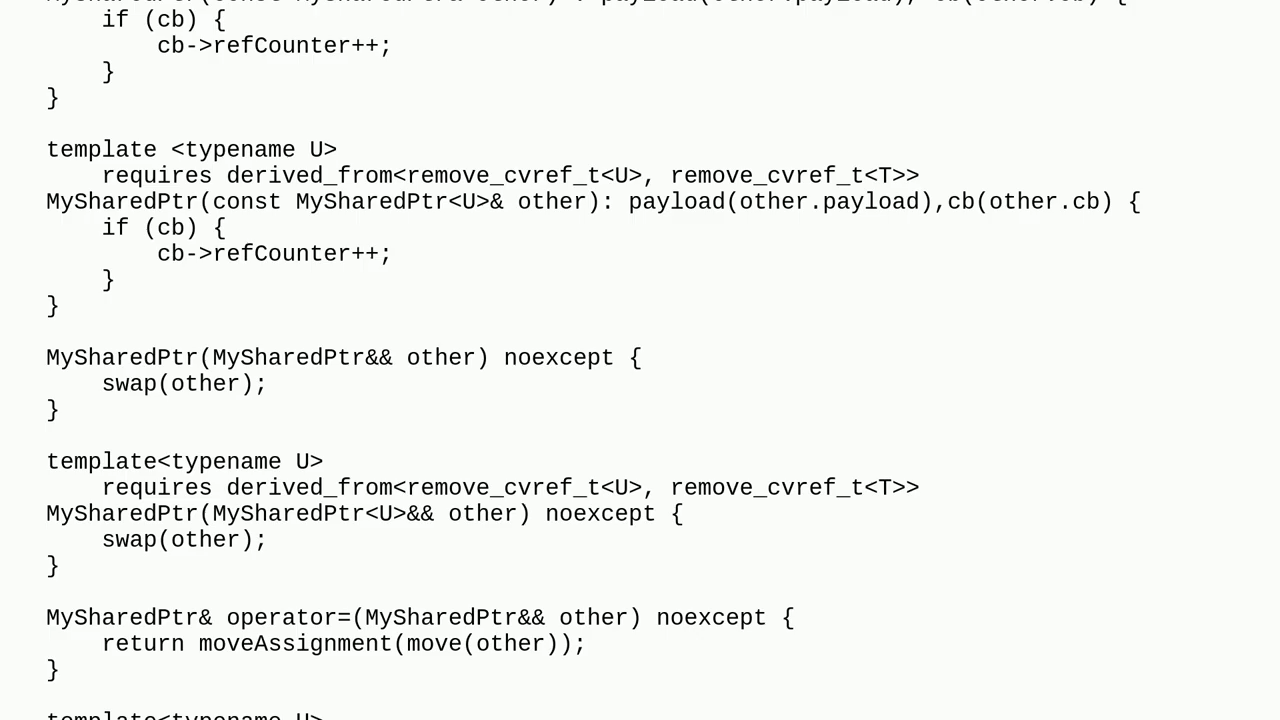 if (cb) {
        cb->refCounter++;
    }
}
template <typename U>
    requires derived_from<remove_cvref_t<U>, remove_cvref_t<T>>
MySharedPtr(const MySharedPtr<U>& other): payload(other.payload),cb(other.cb) {
    if (cb) {
        cb->refCounter++;
    }
}
MySharedPtr(MySharedPtr&& other) noexcept {
    swap(other);
}
template<typename U>
    requires derived_from<remove_cvref_t<U>, remove_cvref_t<T>>
MySharedPtr(MySharedPtr<U>&& other) noexcept {
    swap(other);
}
MySharedPtr& operator=(MySharedPtr&& other) noexcept {
    return moveAssignment(move(other));
}
template<typename U>